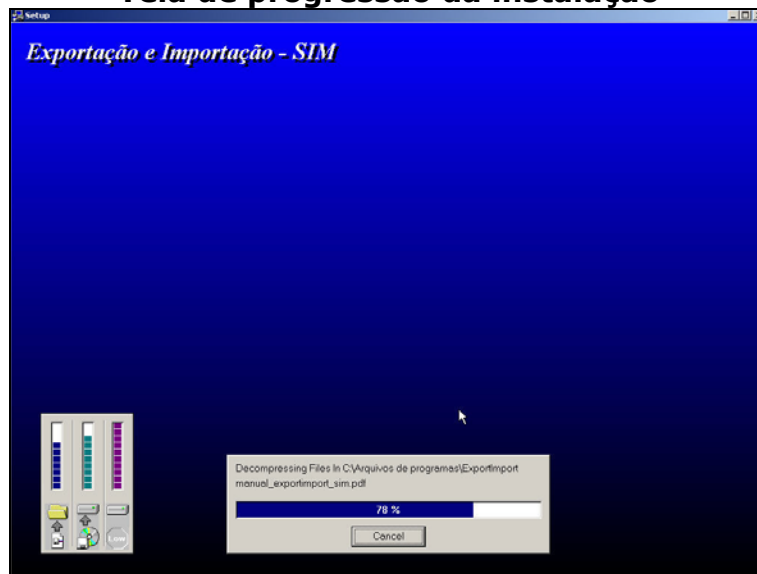 Tela de progressão da instalação
Setup
Exportação e Importação - SIM
Decompressing Files In C:\Arquivos de programas\ExportImport
manual_exportimport_sim.pdf
78 %
Cancel
Low